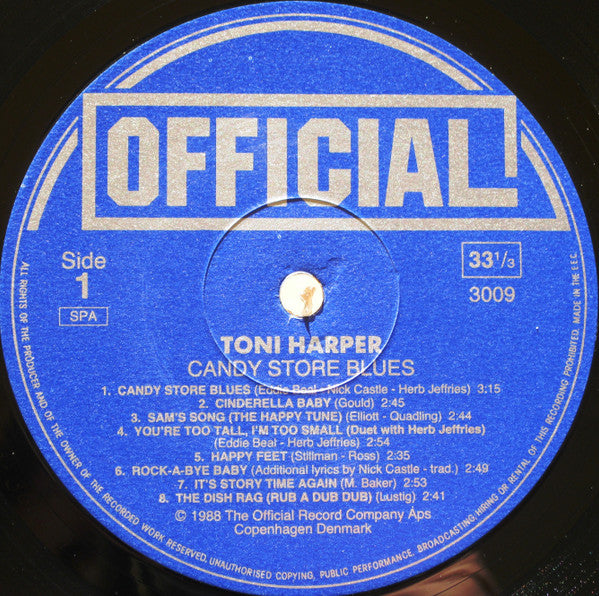 OFFICIAL
Side
1
SPA
33 1/3
3009
TONI HARPER
CANDY STORE BLUES
1. CANDY STORE BLUES (Eddie Beal - Nick Castle - Herb Jeffries) 3:15
2. CINDERELLA BABY (Gould) 2:45
3. SAM'S SONG (THE HAPPY TUNE) (Elliott - Quadling) 2:44
4. YOU'RE TOO TALL, I'M TOO SMALL (Duet with Herb Jeffries)
(Eddie Beal - Herb Jeffries) 2:54
5. HAPPY FEET (Stillman - Ross) 2:35
6. ROCK-A-BYE BABY (Additional lyrics by Nick Castle - trad.) 2:49
7. IT'S STORY TIME AGAIN (M. Baker) 2:53
8. THE DISH RAG (RUB A DUB DUB) (Lustig) 2:41
© 1988 The Official Record Company Aps
Copenhagen Denmark
ALL RIGHTS OF THE PRODUCER AND OF THE OWNER OF THE RECORDED WORK RESERVED. UNAUTHORISED COPYING, PUBLIC PERFORMANCE, BROADCASTING, HIRING OR RENTAL OF THIS RECORDING PROHIBITED. MADE IN THE E.E.C.